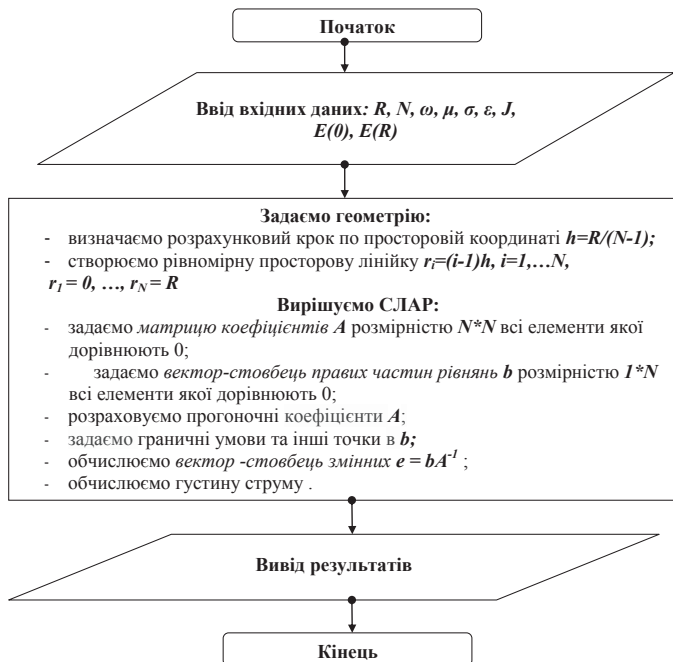 Початок
Ввід вхідних даних: R, N, ω, μ, σ, ε, J,
E(0), E(R)
Задаємо геометрію:
- визначаємо розрахунковий крок по просторовій координаті h=R/(N-1);
- створюємо рівномірну просторову лінійку rᵢ=(i-1)h, i=1,…N,
r₁ = 0, …, r_N = R
Вирішуємо СЛАР:
- задаємо матрицю коефіцієнтів A розмірністю N*N всі елементи якої
дорівнюють 0;
- задаємо вектор-стовбець правих частин рівнянь b розмірністю 1*N
всі елементи якої дорівнюють 0;
- розраховуємо прогоночні коефіцієнти A;
- задаємо граничні умови та інші точки в b;
- обчислюємо вектор -стовбець змінних e = bA⁻¹ ;
- обчислюємо густину струму .
Вивід результатів
Кінець